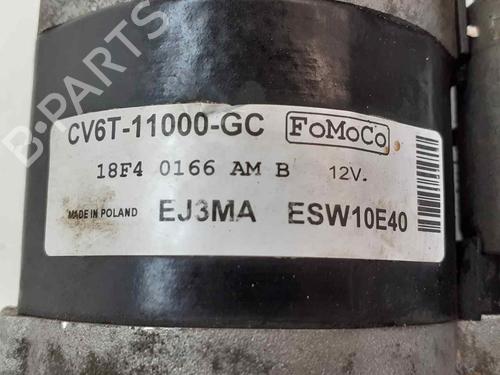 B-PARTS
CV6T-11000-GC FoMoCo
18F4 0166 AM B 12V.
MADE IN POLAND EJ3MA ESW10E40